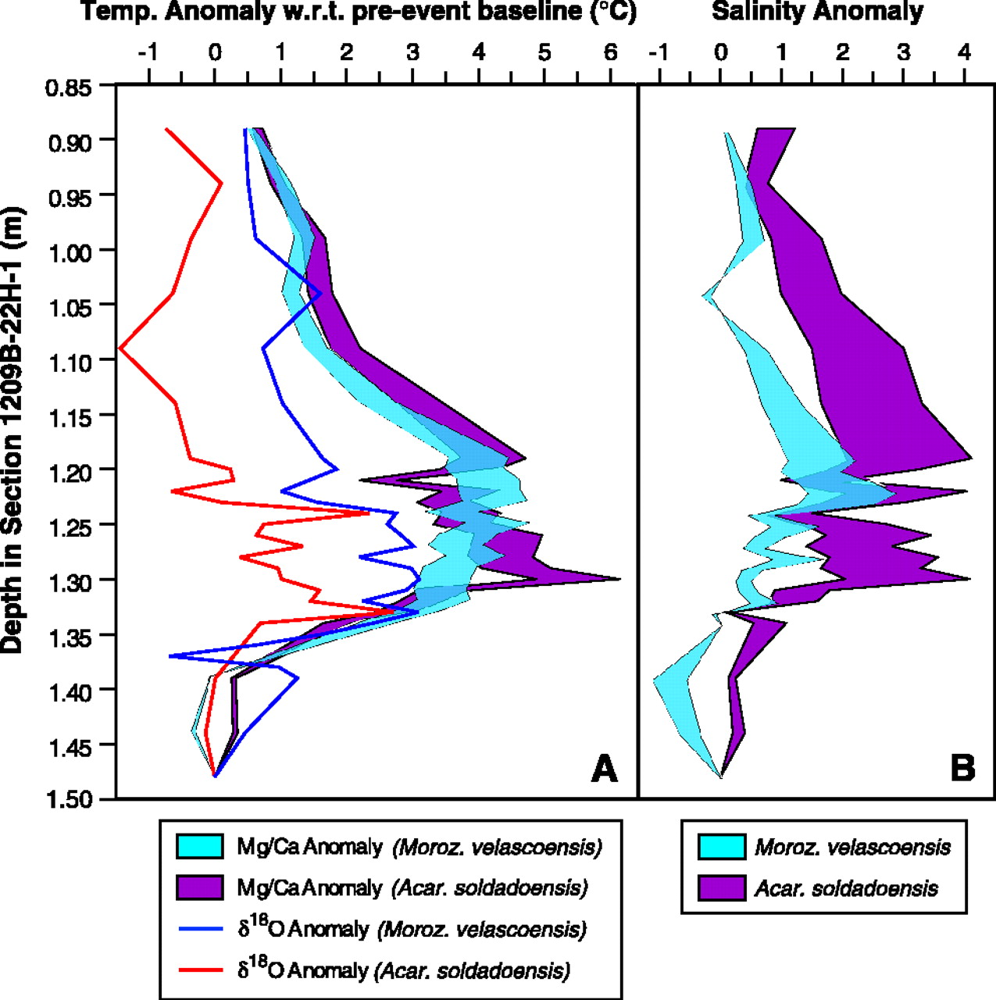 Temp. Anomaly w.r.t. pre-event baseline (°C)
Salinity Anomaly
-1 0 1 2 3 4 5 6
-1 0 1 2 3 4
Depth in Section 1209B-22H-1 (m)
0.85
0.90
0.95
1.00
1.05
1.10
1.15
1.20
1.25
1.30
1.35
1.40
1.45
1.50
A
B
Mg/Ca Anomaly (Moroz. velascoensis)
Mg/Ca Anomaly (Acar. soldadoensis)
δ18O Anomaly (Moroz. velascoensis)
δ18O Anomaly (Acar. soldadoensis)
Moroz. velascoensis
Acar. soldadoensis